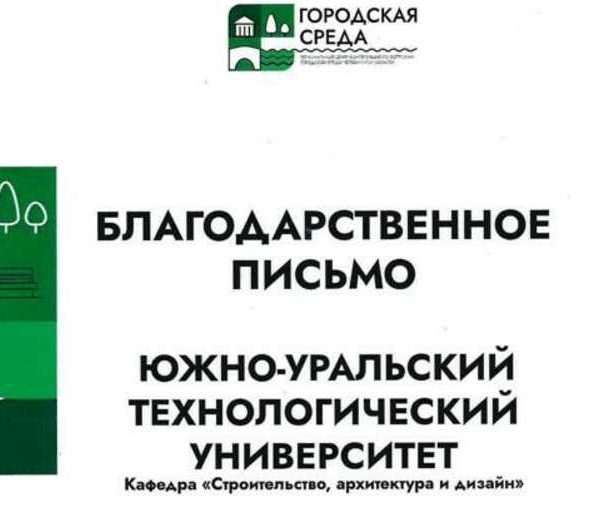 ГОРОДСКАЯ
СРЕДА
БЛАГОДАРСТВЕННОЕ
ПИСЬМО
ЮЖНО-УРАЛЬСКИЙ
ТЕХНОЛОГИЧЕСКИЙ
УНИВЕРСИТЕТ
Кафедра «Строительство, архитектура и дизайн»